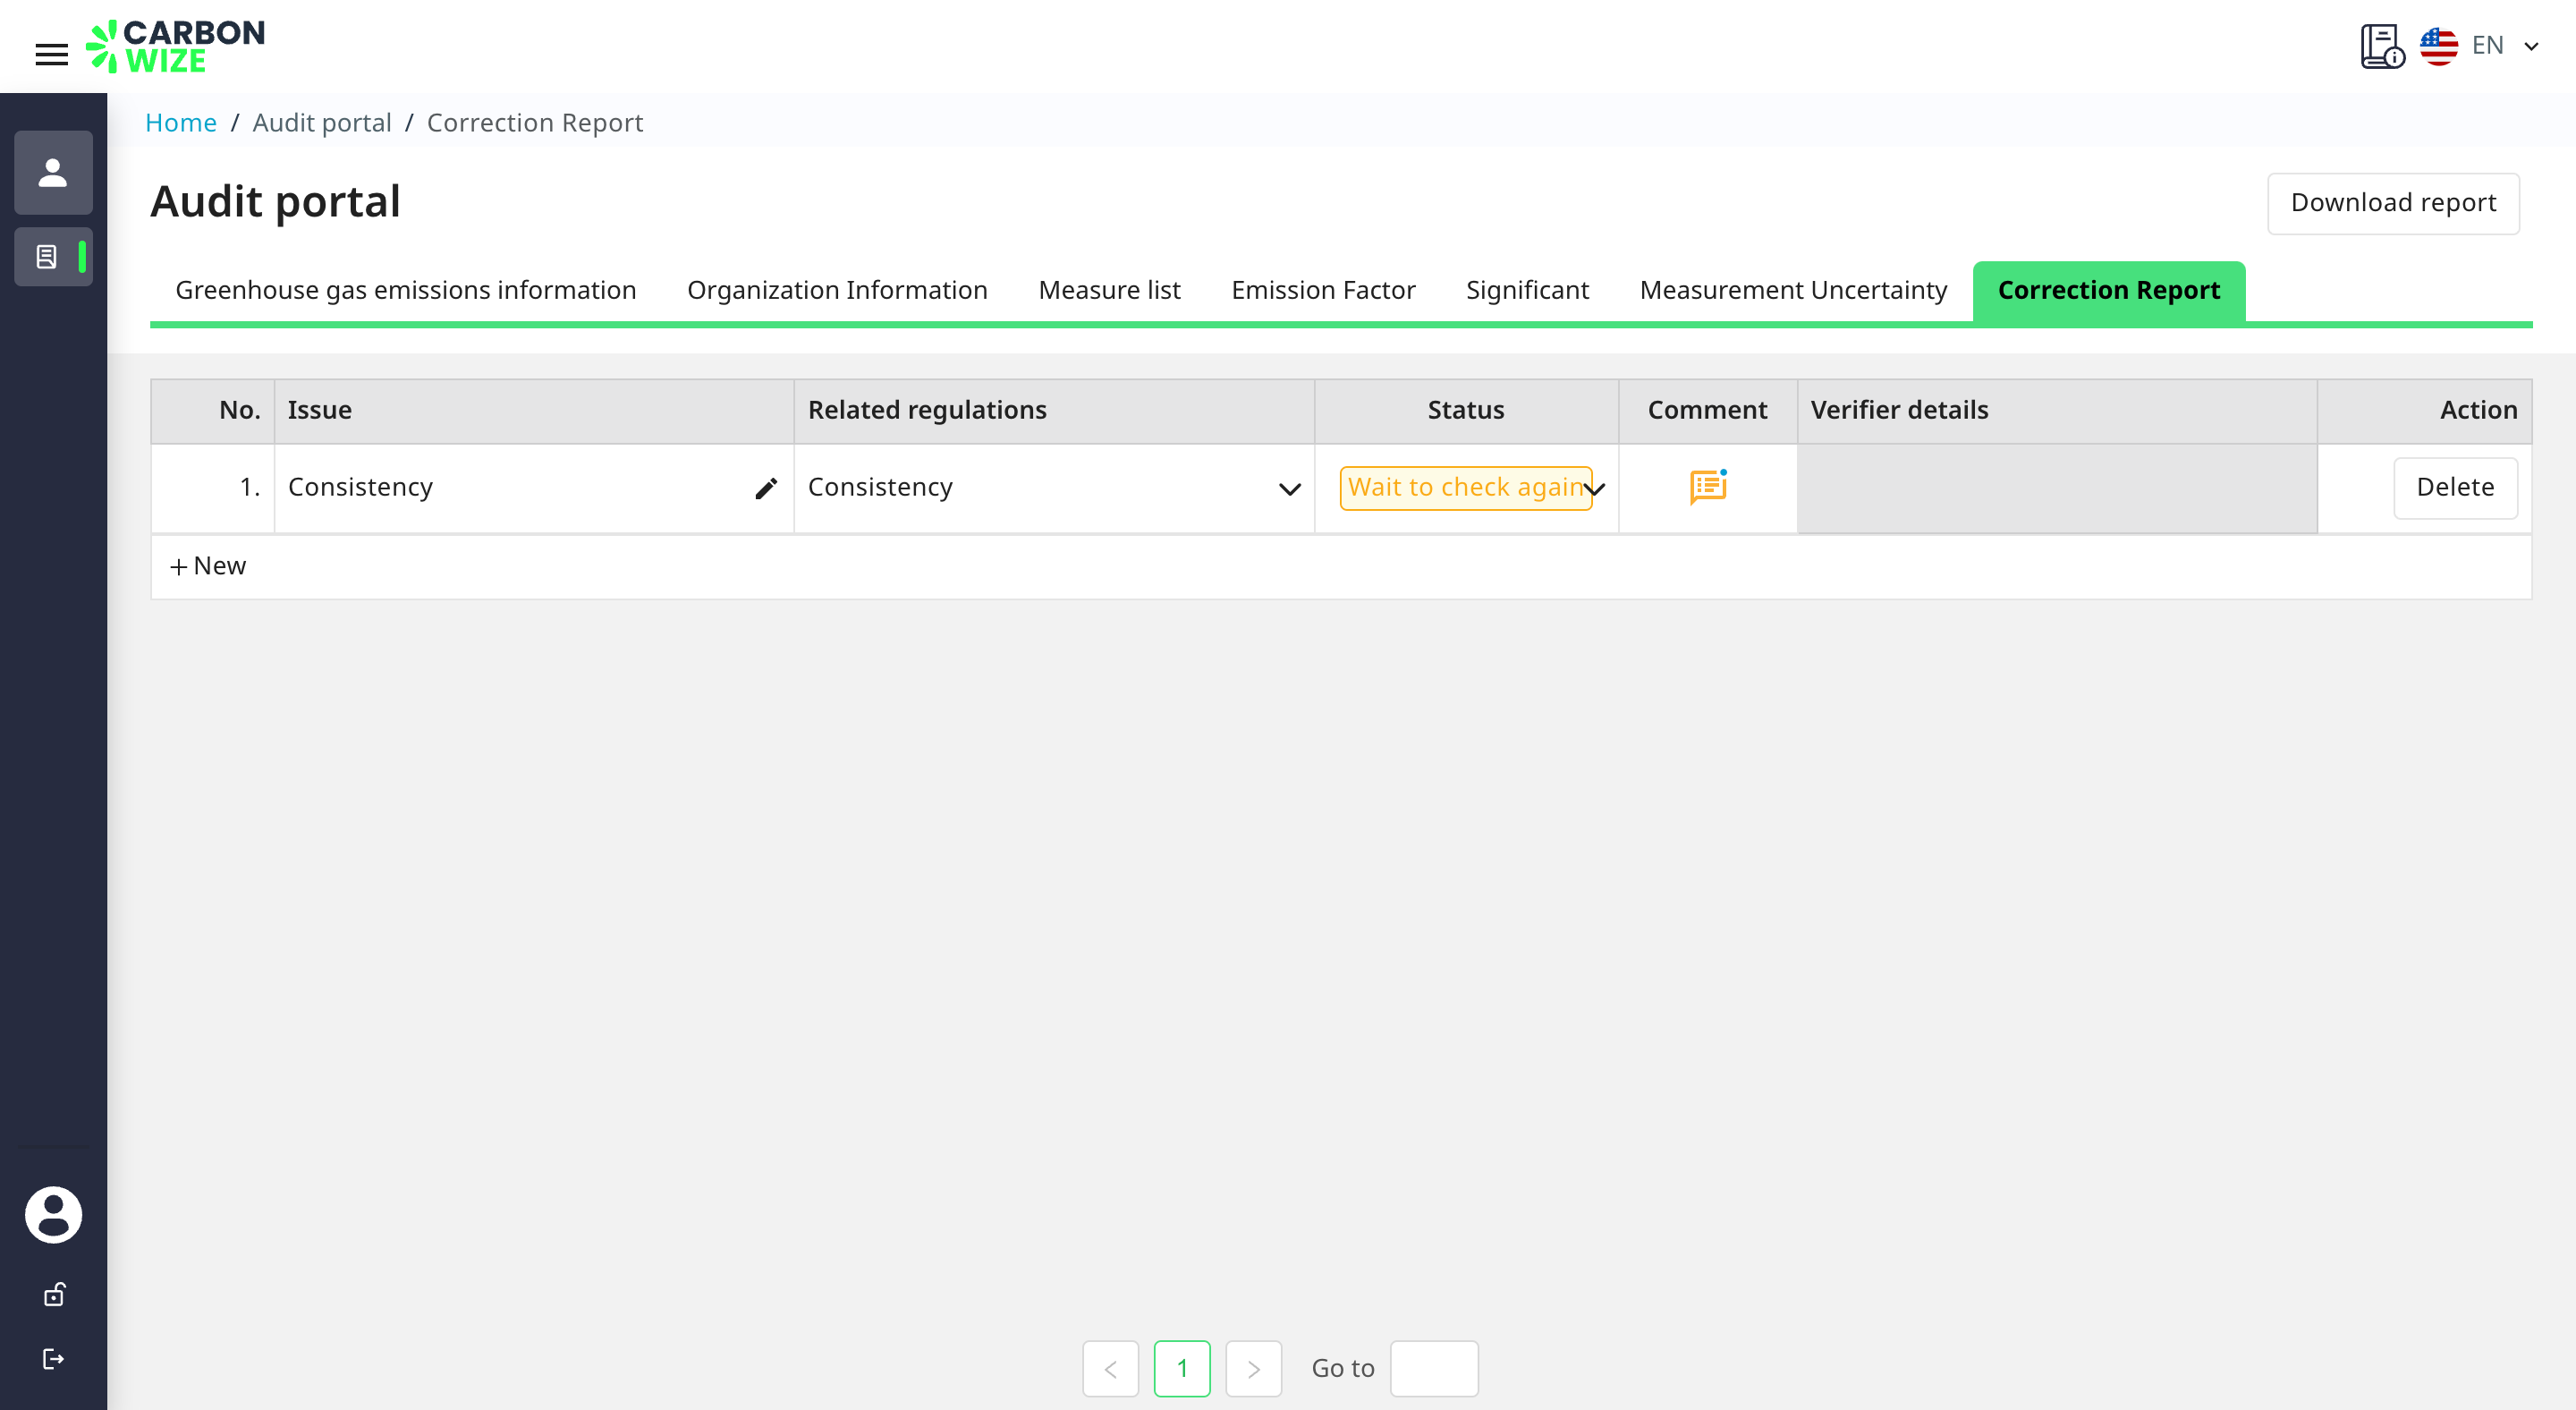 CARBON
WIZE
EN
Home / Audit portal / Correction Report
Audit portal
Download report
Greenhouse gas emissions information Organization Information Measure list Emission Factor Significant Measurement Uncertainty Correction Report
No. Issue Related regulations Status Comment Verifier details Action
1. Consistency Consistency Wait to check again Delete
+ New
< 1 > Go to